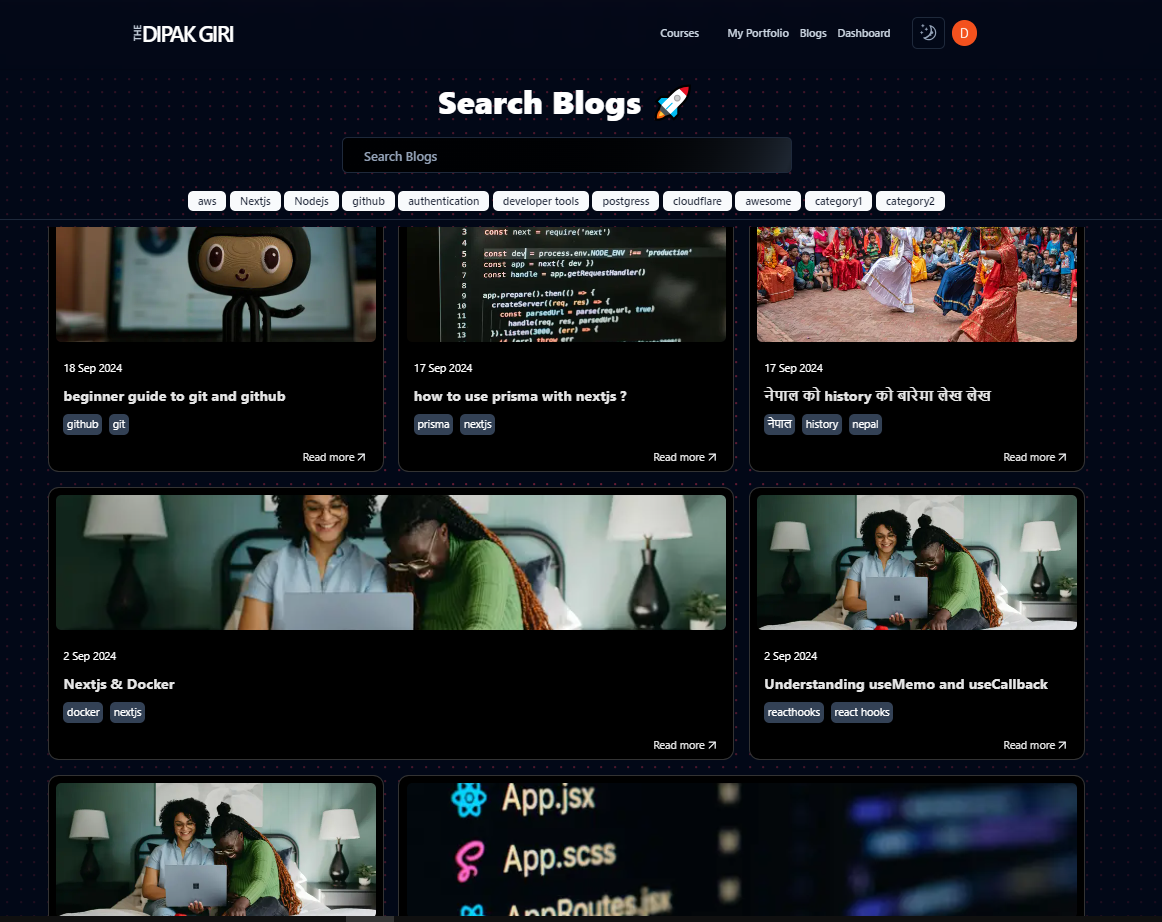 THE DIPAK GIRI
Courses My Portfolio Blogs Dashboard D
Search Blogs 🚀
Search Blogs
aws Nextjs Nodejs github authentication developer tools postgress cloudflare awesome category1 category2
3 const next = require('next')
4
5 const dev = process.env.NODE_ENV !== 'production'
6 const app = next({ dev })
7 const handle = app.getRequestHandler()
8
9 app.prepare().then(() => {
10 createServer((req, res) => {
11 const parsedUrl = parse(req.url, true)
12 handle(req, res, parsedUrl)
13 }).listen(3000, (err) => {
if (err) throw err
18 Sep 2024
beginner guide to git and github
github git
Read more
17 Sep 2024
how to use prisma with nextjs ?
prisma nextjs
Read more
17 Sep 2024
नेपाल को history को बारेमा लेख लेख
नेपाल history nepal
Read more
2 Sep 2024
Nextjs & Docker
docker nextjs
Read more
2 Sep 2024
Understanding useMemo and useCallback
reacthooks react hooks
Read more
App.jsx
App.scss
AppRoutes.jsx